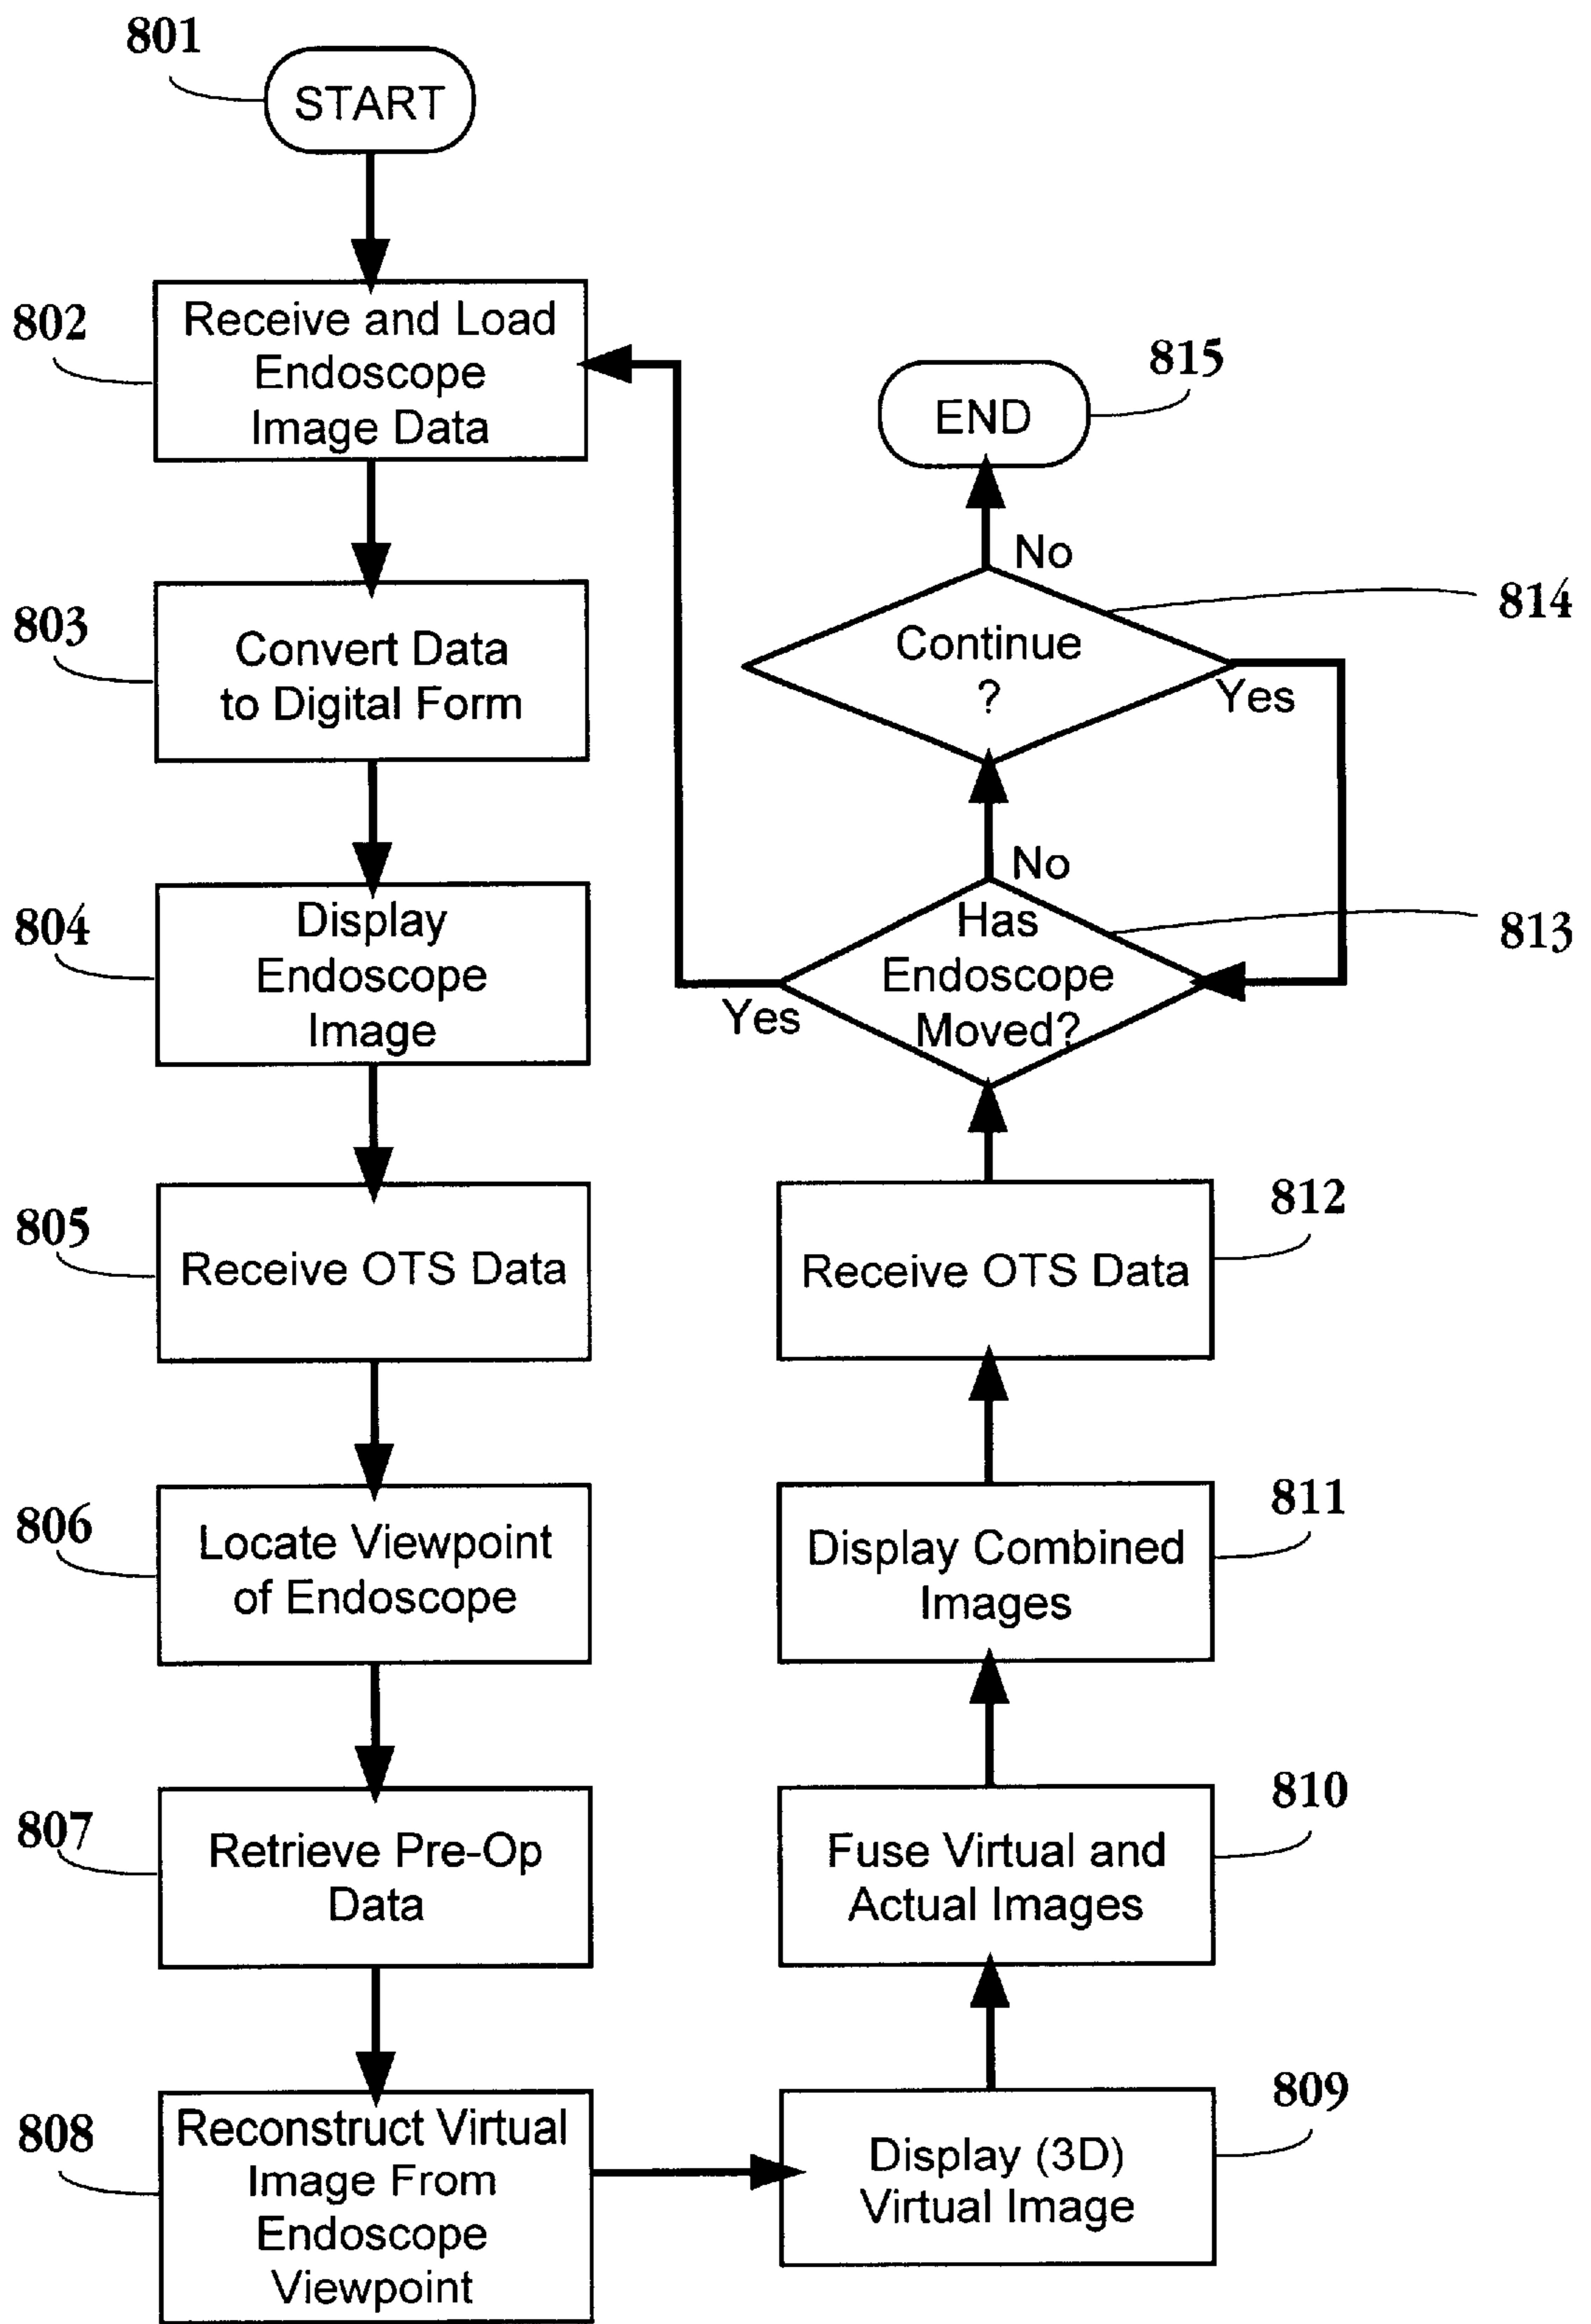 801
START
802
Receive and Load
Endoscope
Image Data
803
Convert Data
to Digital Form
804
Display
Endoscope
Image
805
Receive OTS Data
806
Locate Viewpoint
of Endoscope
807
Retrieve Pre-Op
Data
808
Reconstruct Virtual
Image From
Endoscope
Viewpoint
809
Display (3D)
Virtual Image
810
Fuse Virtual and
Actual Images
811
Display Combined
Images
812
Receive OTS Data
813
Has
Endoscope
Moved?
Yes
No
814
Continue
?
Yes
No
815
END